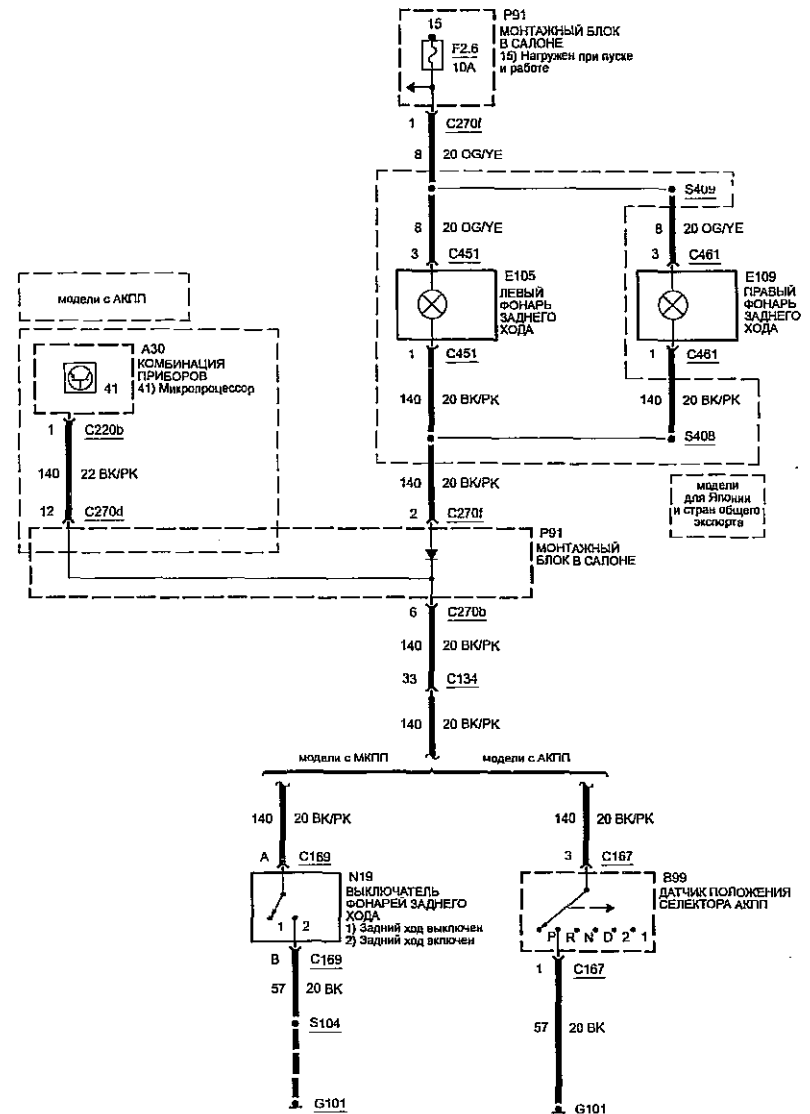 P91
МОНТАЖНЫЙ БЛОК
В САЛОНЕ
15) Нагружен при пуске
и работе
15
F2.6
10A
1 C270f
8 20 OG/YE
S409
8 20 OG/YE
8 20 OG/YE
3 C451
3 C461
E105
ЛЕВЫЙ
ФОНАРЬ
ЗАДНЕГО
ХОДА
E109
ПРАВЫЙ
ФОНАРЬ
ЗАДНЕГО
ХОДА
1 C451
1 C461
140 20 BK/PK
140 20 BK/PK
S408
модели с АКПП
A30
КОМБИНАЦИЯ
ПРИБОРОВ
41) Микропроцессор
41
1 C220b
140 22 BK/PK
12 C270d
140 20 BK/PK
2 C270f
модели
для Японии
и стран общего
экспорта
P91
МОНТАЖНЫЙ
БЛОК В САЛОНЕ
6 C270b
140 20 BK/PK
33 C134
140 20 BK/PK
модели с МКПП
модели с АКПП
140 20 BK/PK
140 20 BK/PK
A C169
3 C167
N19
ВЫКЛЮЧАТЕЛЬ
ФОНАРЕЙ ЗАДНЕГО
ХОДА
1) Задний ход выключен
2) Задний ход включен
1 2
B99
ДАТЧИК ПОЛОЖЕНИЯ
СЕЛЕКТОРА АКПП
P R N D 2 1
B C169
1 C167
57 20 BK
57 20 BK
S104
G101
G101